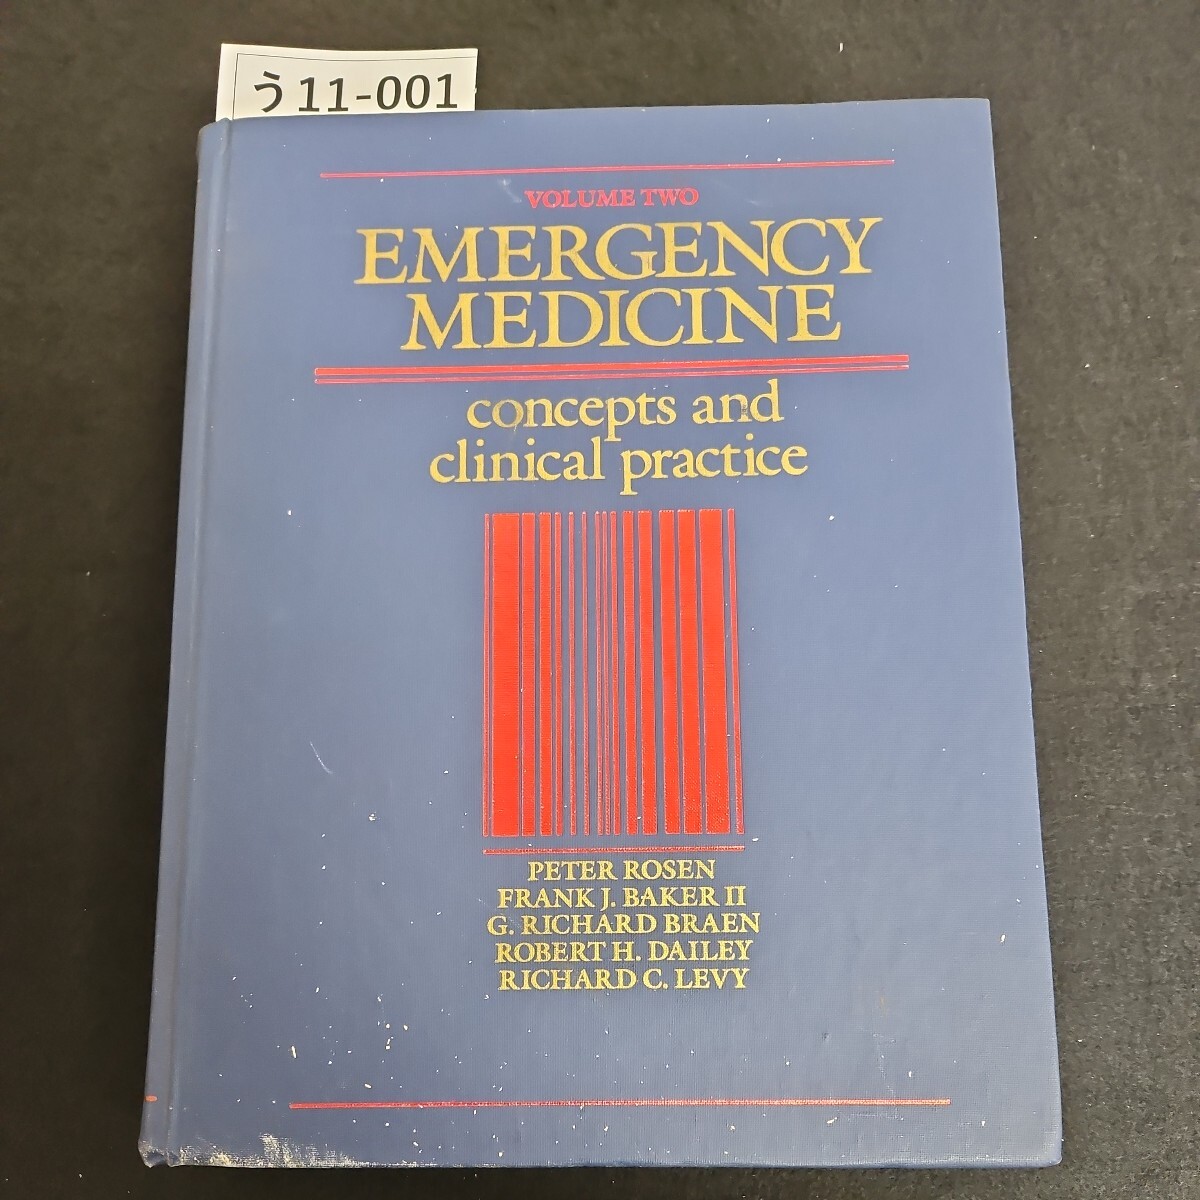 う11-001
VOLUME TWO
EMERGENCY
MEDICINE
concepts and
clinical practice
PETER ROSEN
FRANK J. BAKER II
G. RICHARD BRAEN
ROBERT H. DAILEY
RICHARD C. LEVY